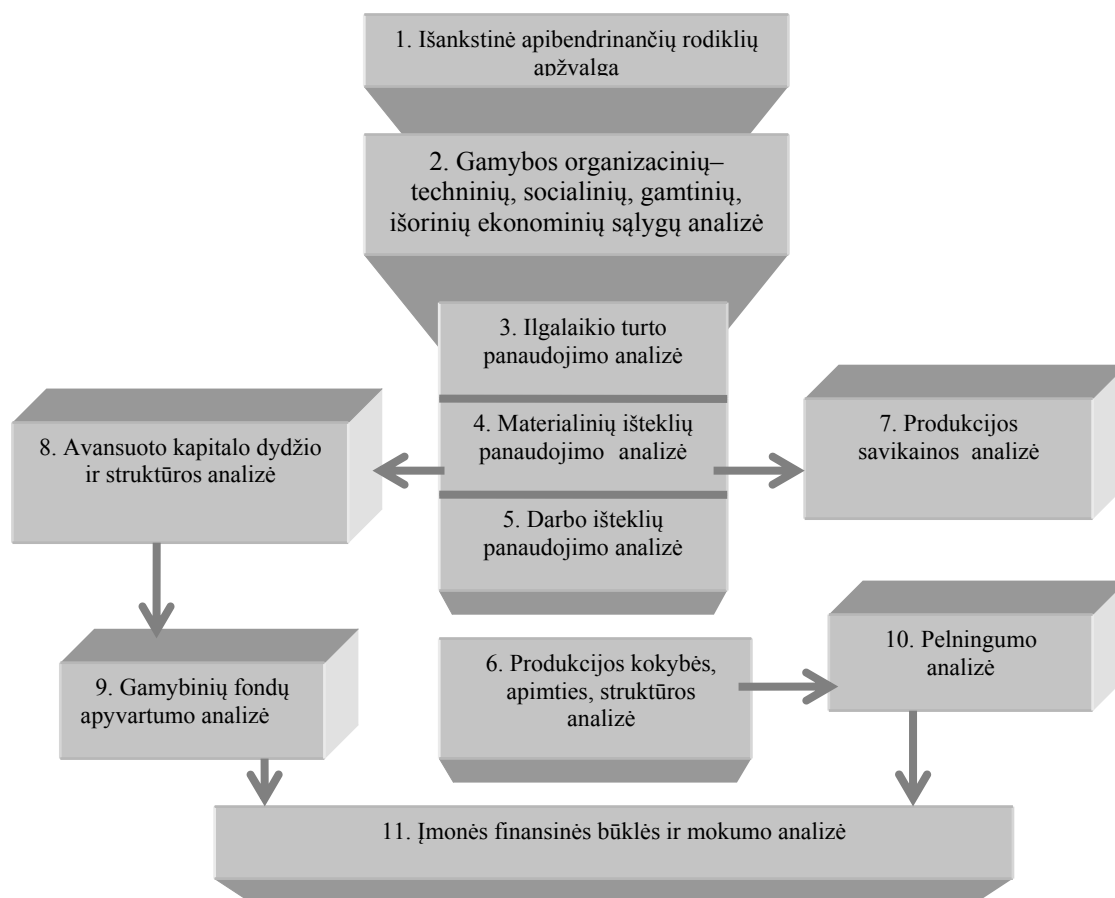 1. Išankstinė apibendrinančių rodiklių
apžvalga
2. Gamybos organizacinių–
techninių, socialinių, gamtinių,
išorinių ekonominių sąlygų analizė
3. Ilgalaikio turto
panaudojimo analizė
4. Materialinių išteklių
panaudojimo analizė
5. Darbo išteklių
panaudojimo analizė
6. Produkcijos kokybės,
apimties, struktūros
analizė
7. Produkcijos
savikainos analizė
8. Avansuoto kapitalo dydžio
ir struktūros analizė
9. Gamybinių fondų
apyvartumo analizė
10. Pelningumo
analizė
11. Įmonės finansinės būklės ir mokumo analizė